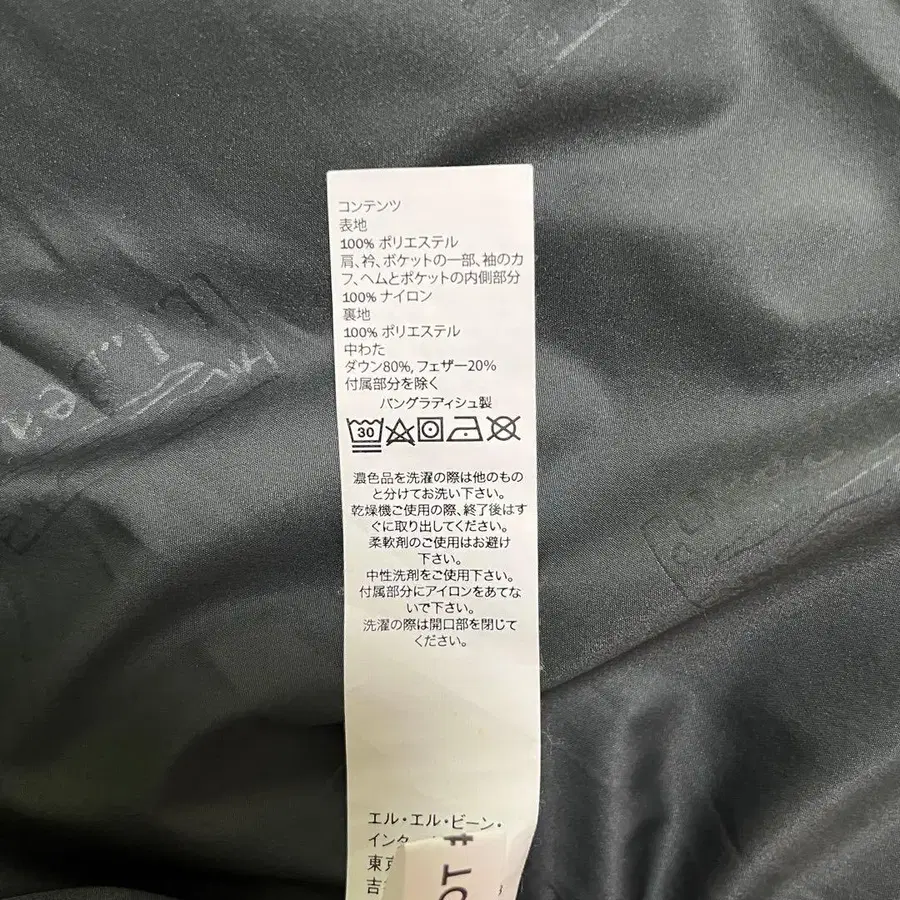 コンテンツ
表地
100% ポリエステル
肩、衿、ポケットの一部、袖のカ
フ、ヘムとポケットの内側部分
100% ナイロン
裏地
100% ポリエステル
中わた
ダウン80%, フェザー20%
付属部分を除く
バングラディシュ製
30
濃色品を洗濯の際は他のもの
と分けてお洗い下さい。
乾燥機ご使用の際、終了後はす
ぐに取り出してください。
柔軟剤のご使用はお避け
下さい。
中性洗剤をご使用下さい。
付属部分にアイロンをあてな
いで下さい。
洗濯の際は開口部を閉じて
ください。
エル・エル・ビーン・
インタ
東京
吉
OT #